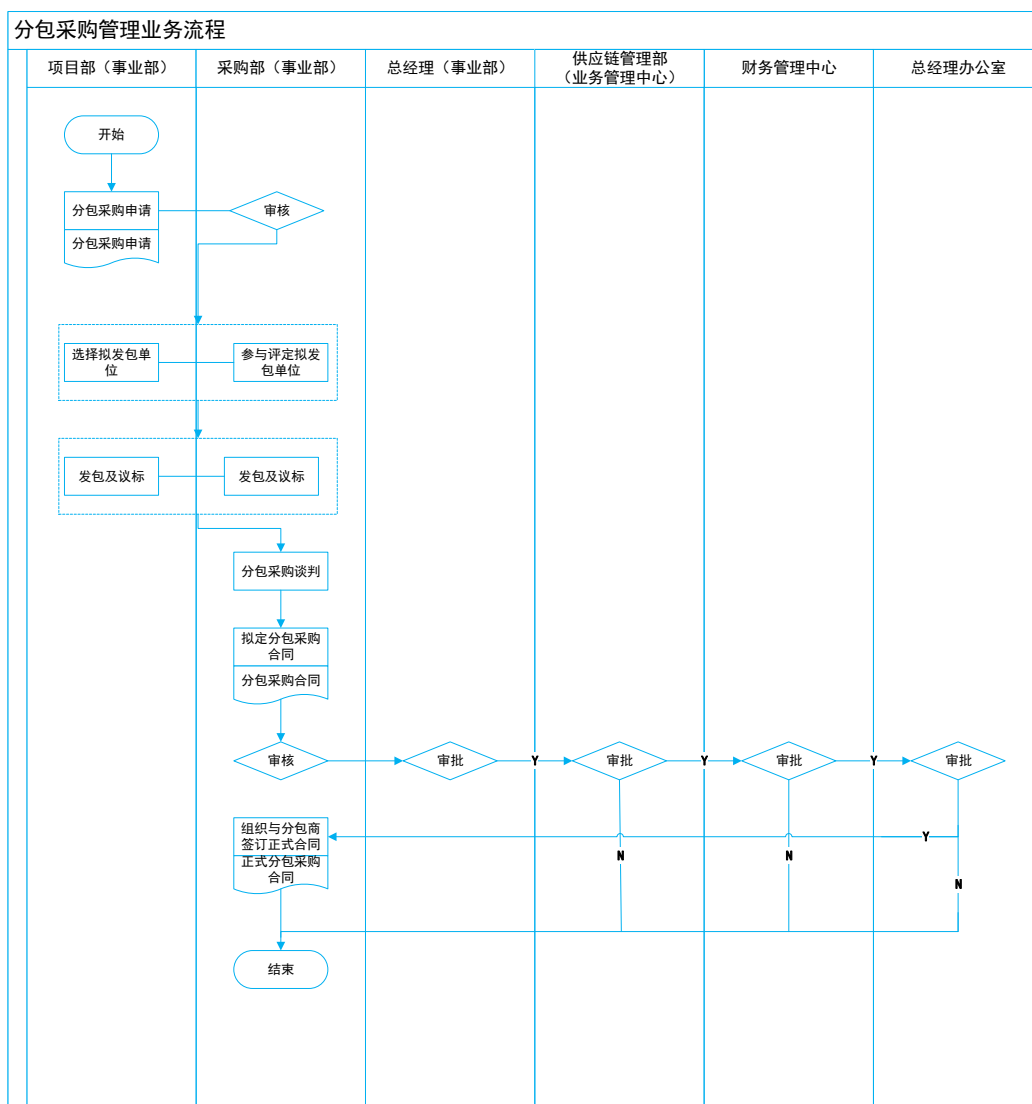 分包采购管理业务流程
项目部（事业部）
采购部（事业部）
总经理（事业部）
供应链管理部
（业务管理中心）
财务管理中心
总经理办公室
开始
分包采购申请
审核
分包采购申请
选择拟发包单
位
参与评定拟发
包单位
发包及议标
发包及议标
分包采购谈判
拟定分包采购
合同
分包采购合同
审核
审批
Y
审批
Y
审批
Y
审批
组织与分包商
签订正式合同
Y
正式分包采购
合同
N
N
N
结束